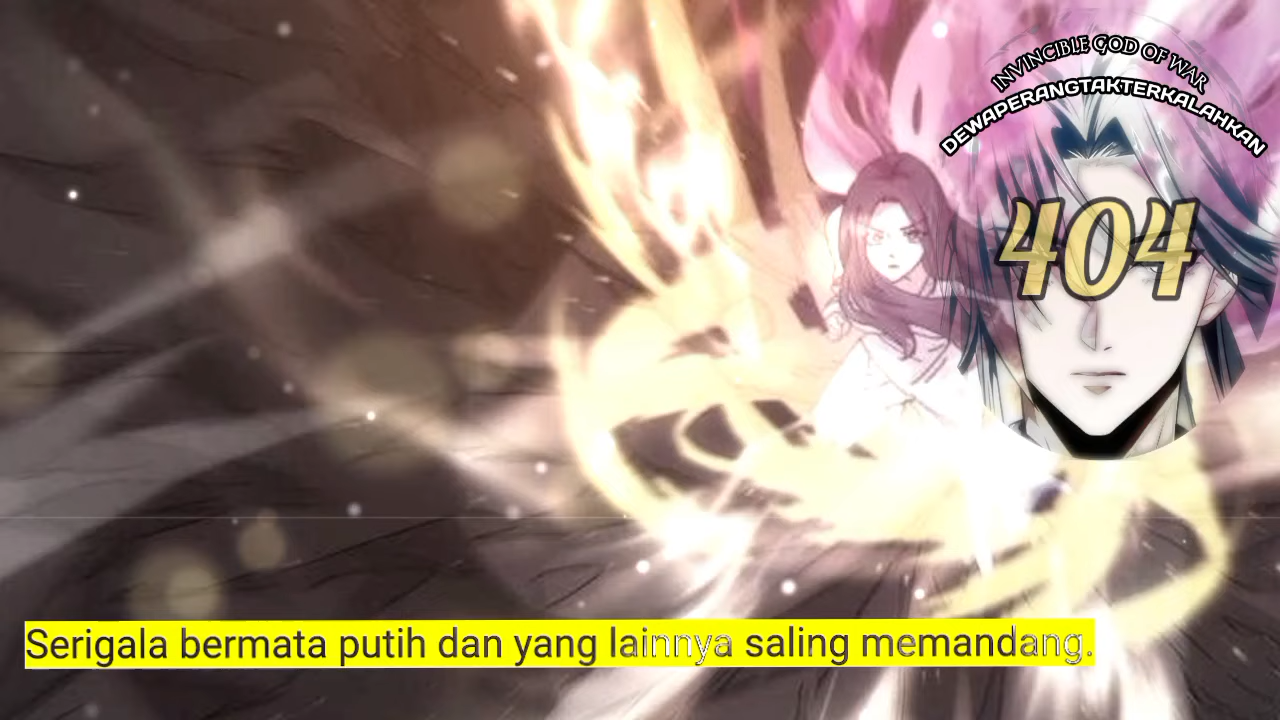 INVINCIBLE GOD OF WAR
DEWAPERANGTAKTERKALAHKAN
404
Serigala bermata putih dan yang lainnya saling memandang.